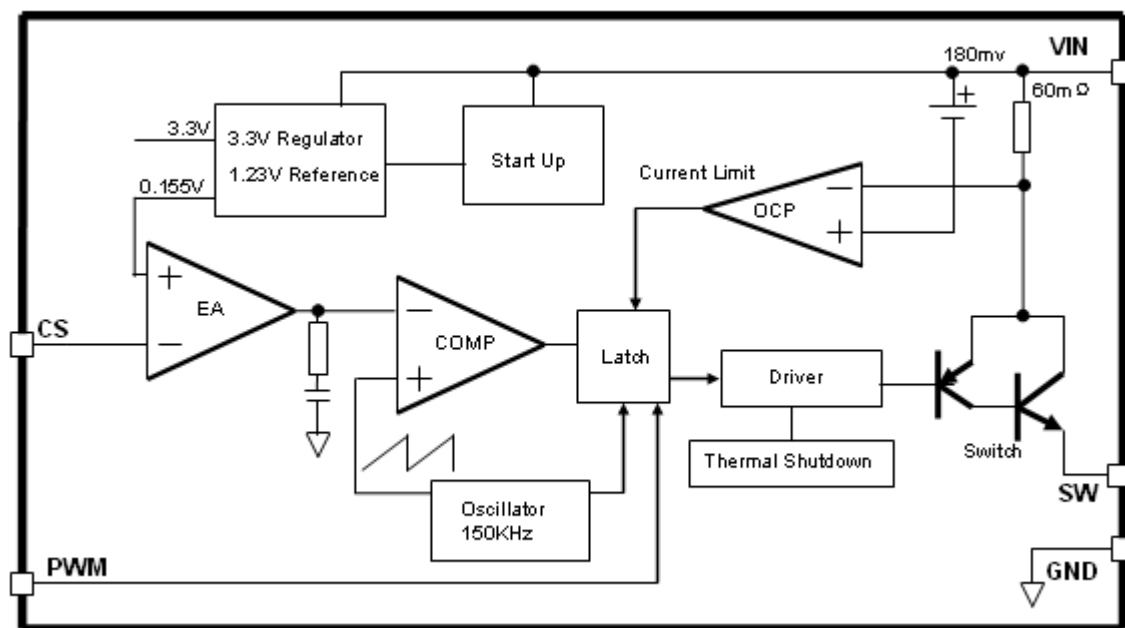 180mv
VIN
60mΩ
3.3V
3.3V Regulator
1.23V Reference
Start Up
0.155V
Current Limit
−
OCP
+
+
EA
−
CS
−
COMP
+
Latch
Driver
Thermal Shutdown
Switch
SW
Oscillator
150KHz
PWM
GND
+